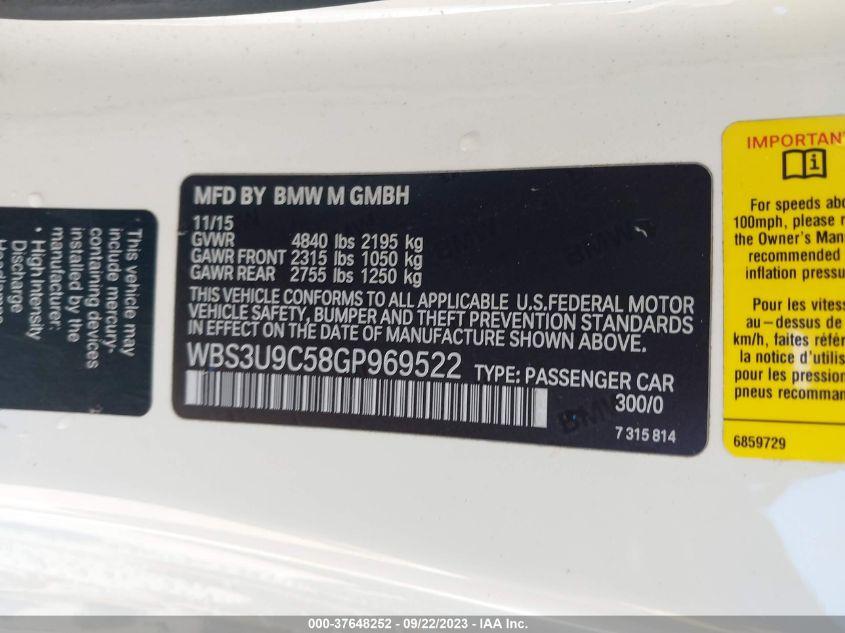 MFD BY BMW M GMBH
11/15
GVWR 4840 lbs 2195 kg
GAWR FRONT 2315 lbs 1050 kg
GAWR REAR 2755 lbs 1250 kg
THIS VEHICLE CONFORMS TO ALL APPLICABLE U.S.FEDERAL MOTOR
VEHICLE SAFETY, BUMPER AND THEFT PREVENTION STANDARDS
IN EFFECT ON THE DATE OF MANUFACTURE SHOWN ABOVE.
WBS3U9C58GP969522 TYPE: PASSENGER CAR
300/0
7 315 814
This vehicle may
include mercury-
containing devices
installed by the
manufacturer:
• High Intensity
Discharge
IMPORTAN
For speeds abo
100mph, please r
the Owner's Man
recommended
inflation pressu
Pour les vitess
au-dessus de
km/h, faites référ
la notice d'utilis
pour les pression
pneus recomman
6859729
000-37648252 - 09/22/2023 - IAA Inc.